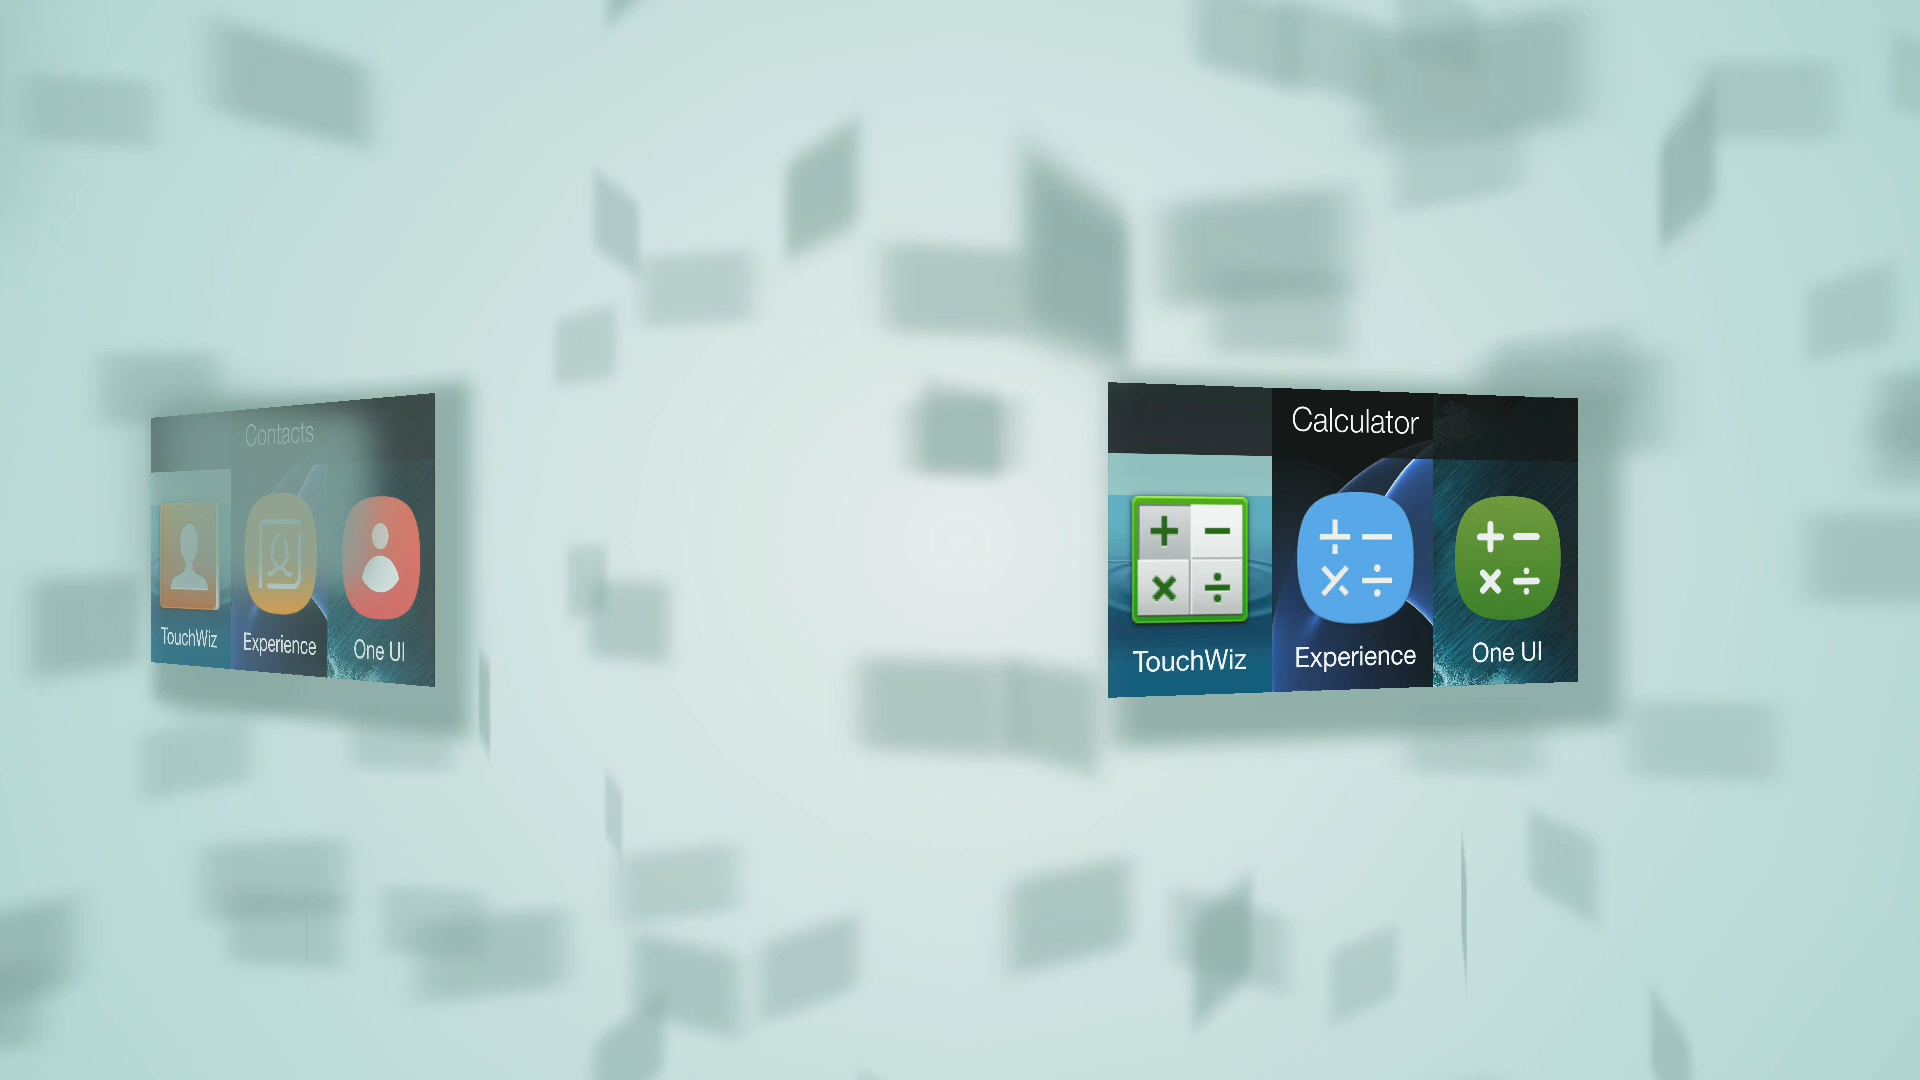 Contacts
TouchWiz
Experience
One UI
Calculator
TouchWiz
Experience
One UI